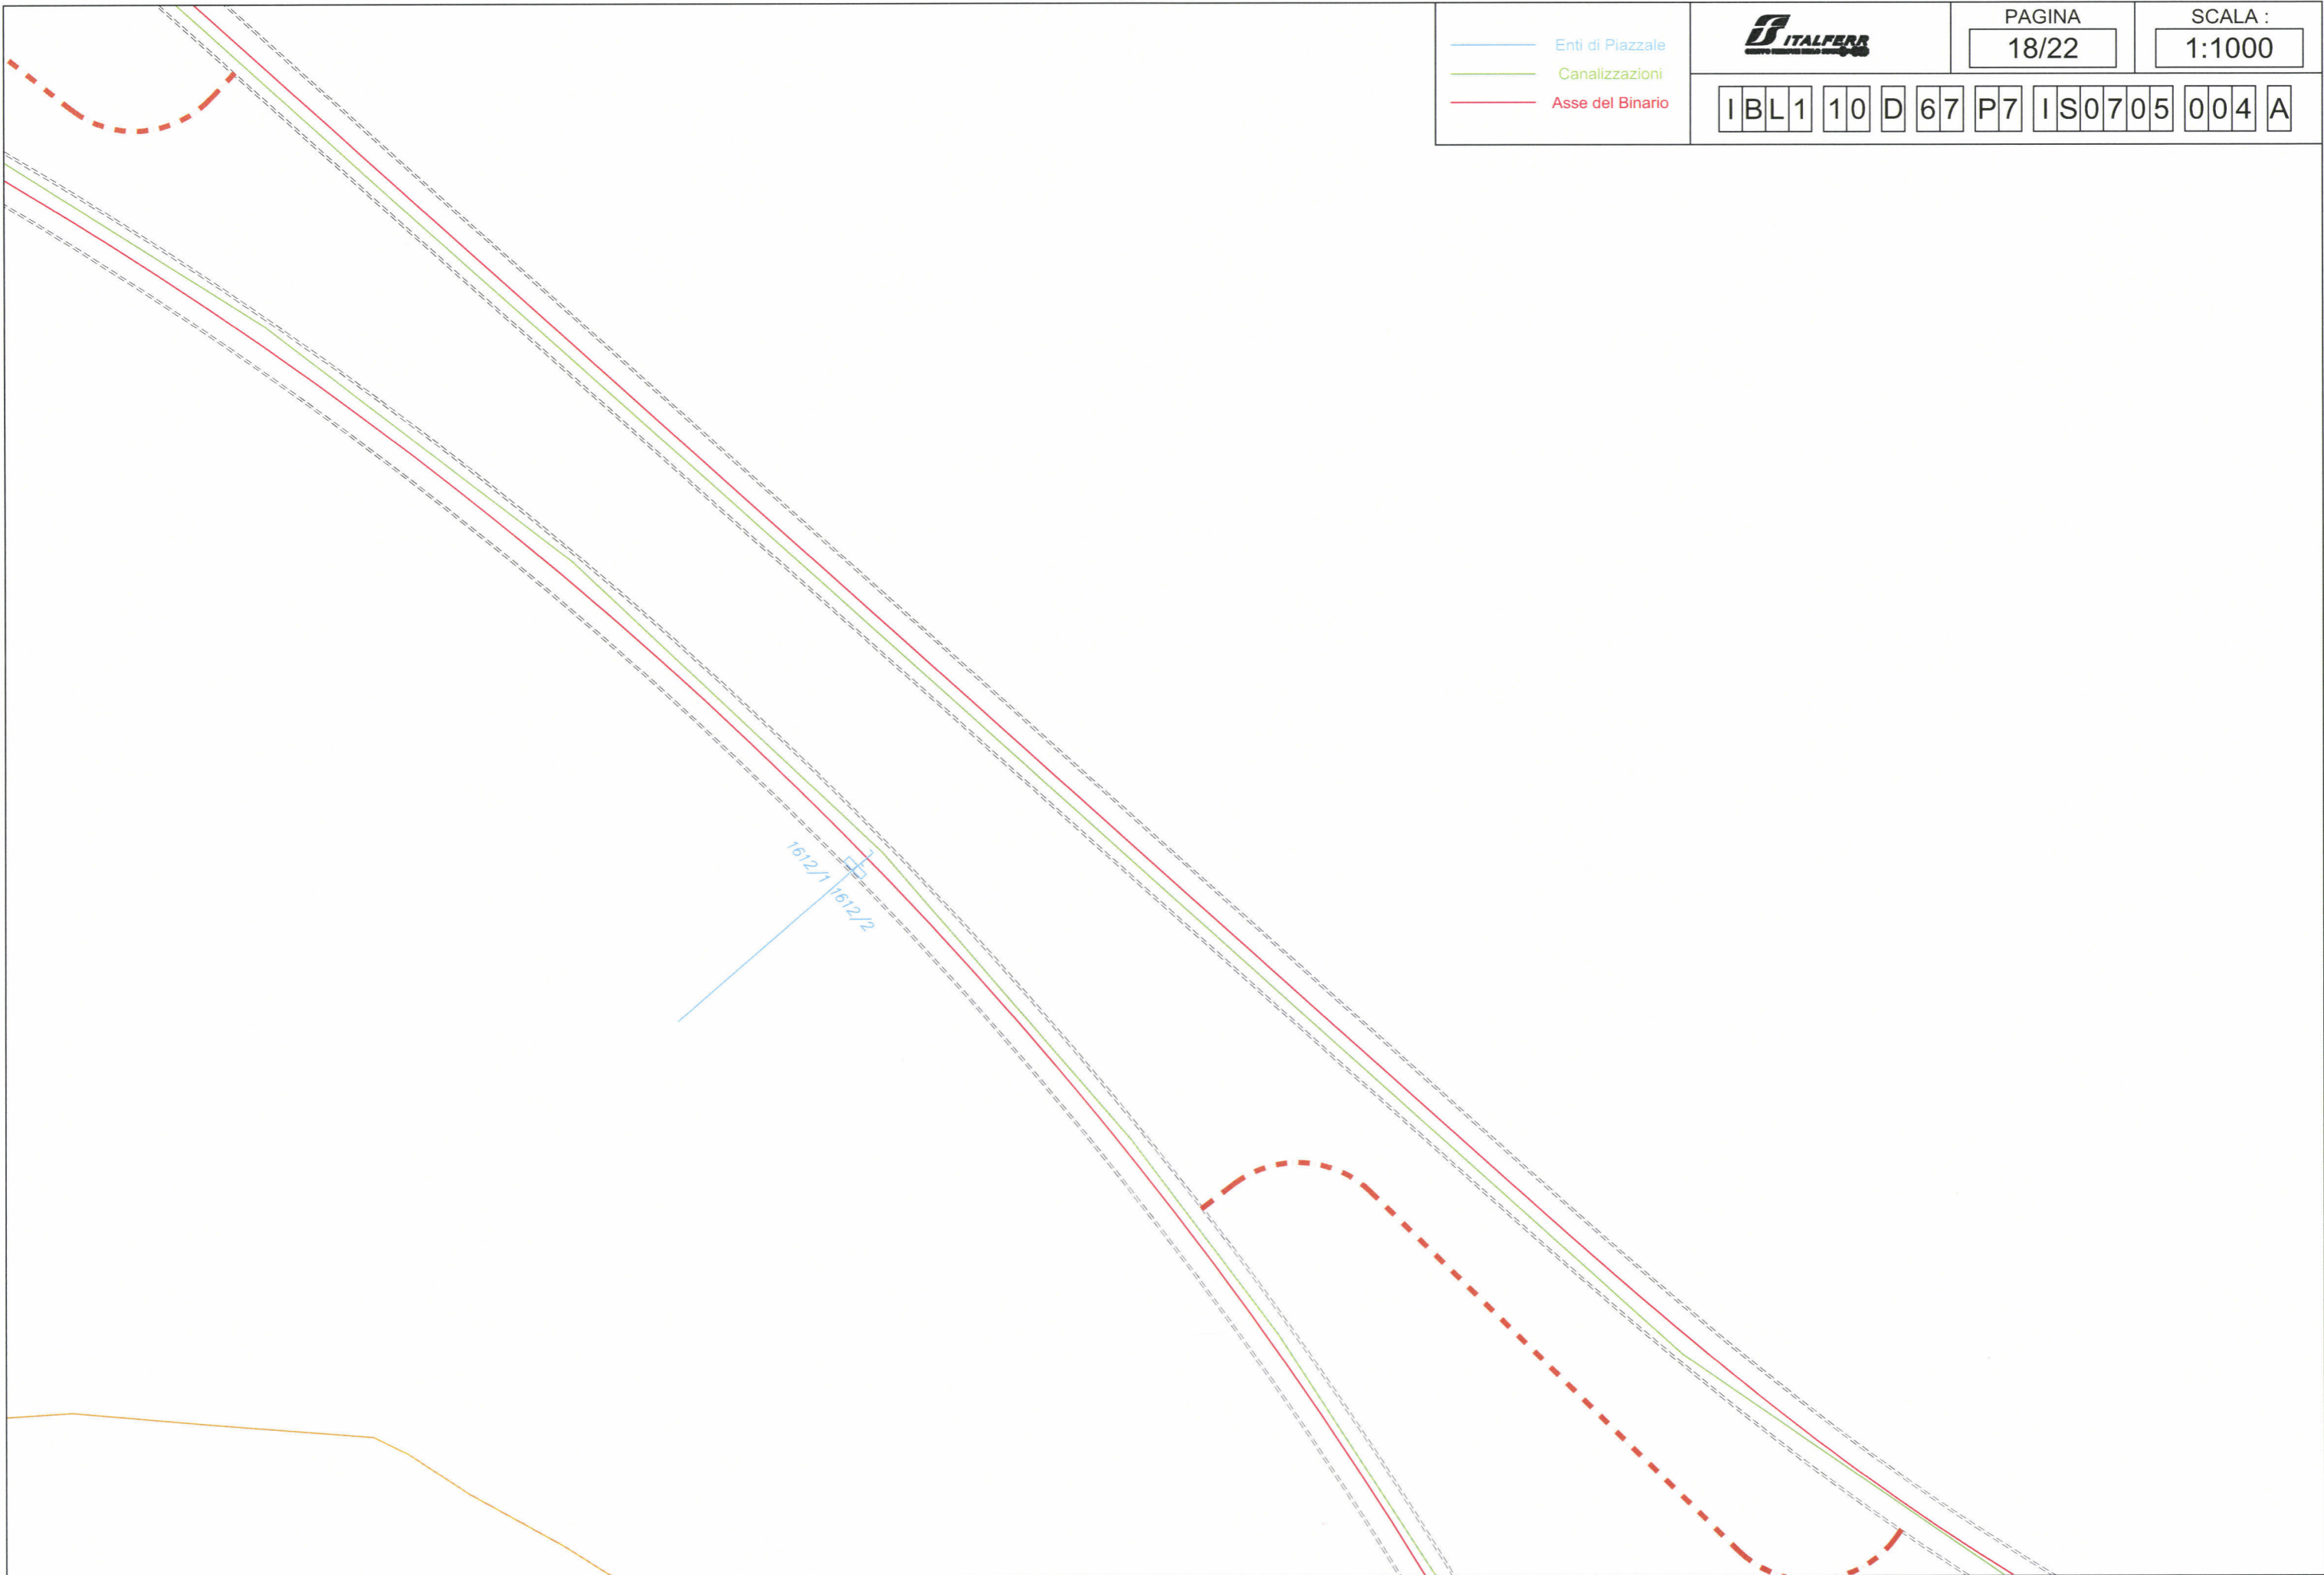 Enti di Piazzale
Canalizzazioni
Asse del Binario
ITALFERR
PAGINA
18/22
SCALA :
1:1000
IBL1 10 D 67 P7 IS0705 004 A
1612/1
1612/2